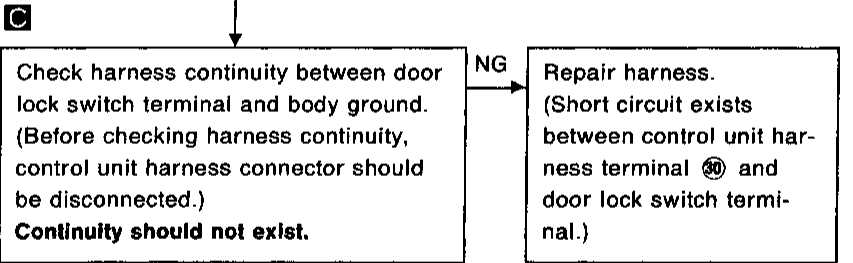 C
Check harness continuity between door
lock switch terminal and body ground.
(Before checking harness continuity,
control unit harness connector should
be disconnected.)
Continuity should not exist.
NG
Repair harness.
(Short circuit exists
between control unit har-
ness terminal ㉚ and
door lock switch termi-
nal.)